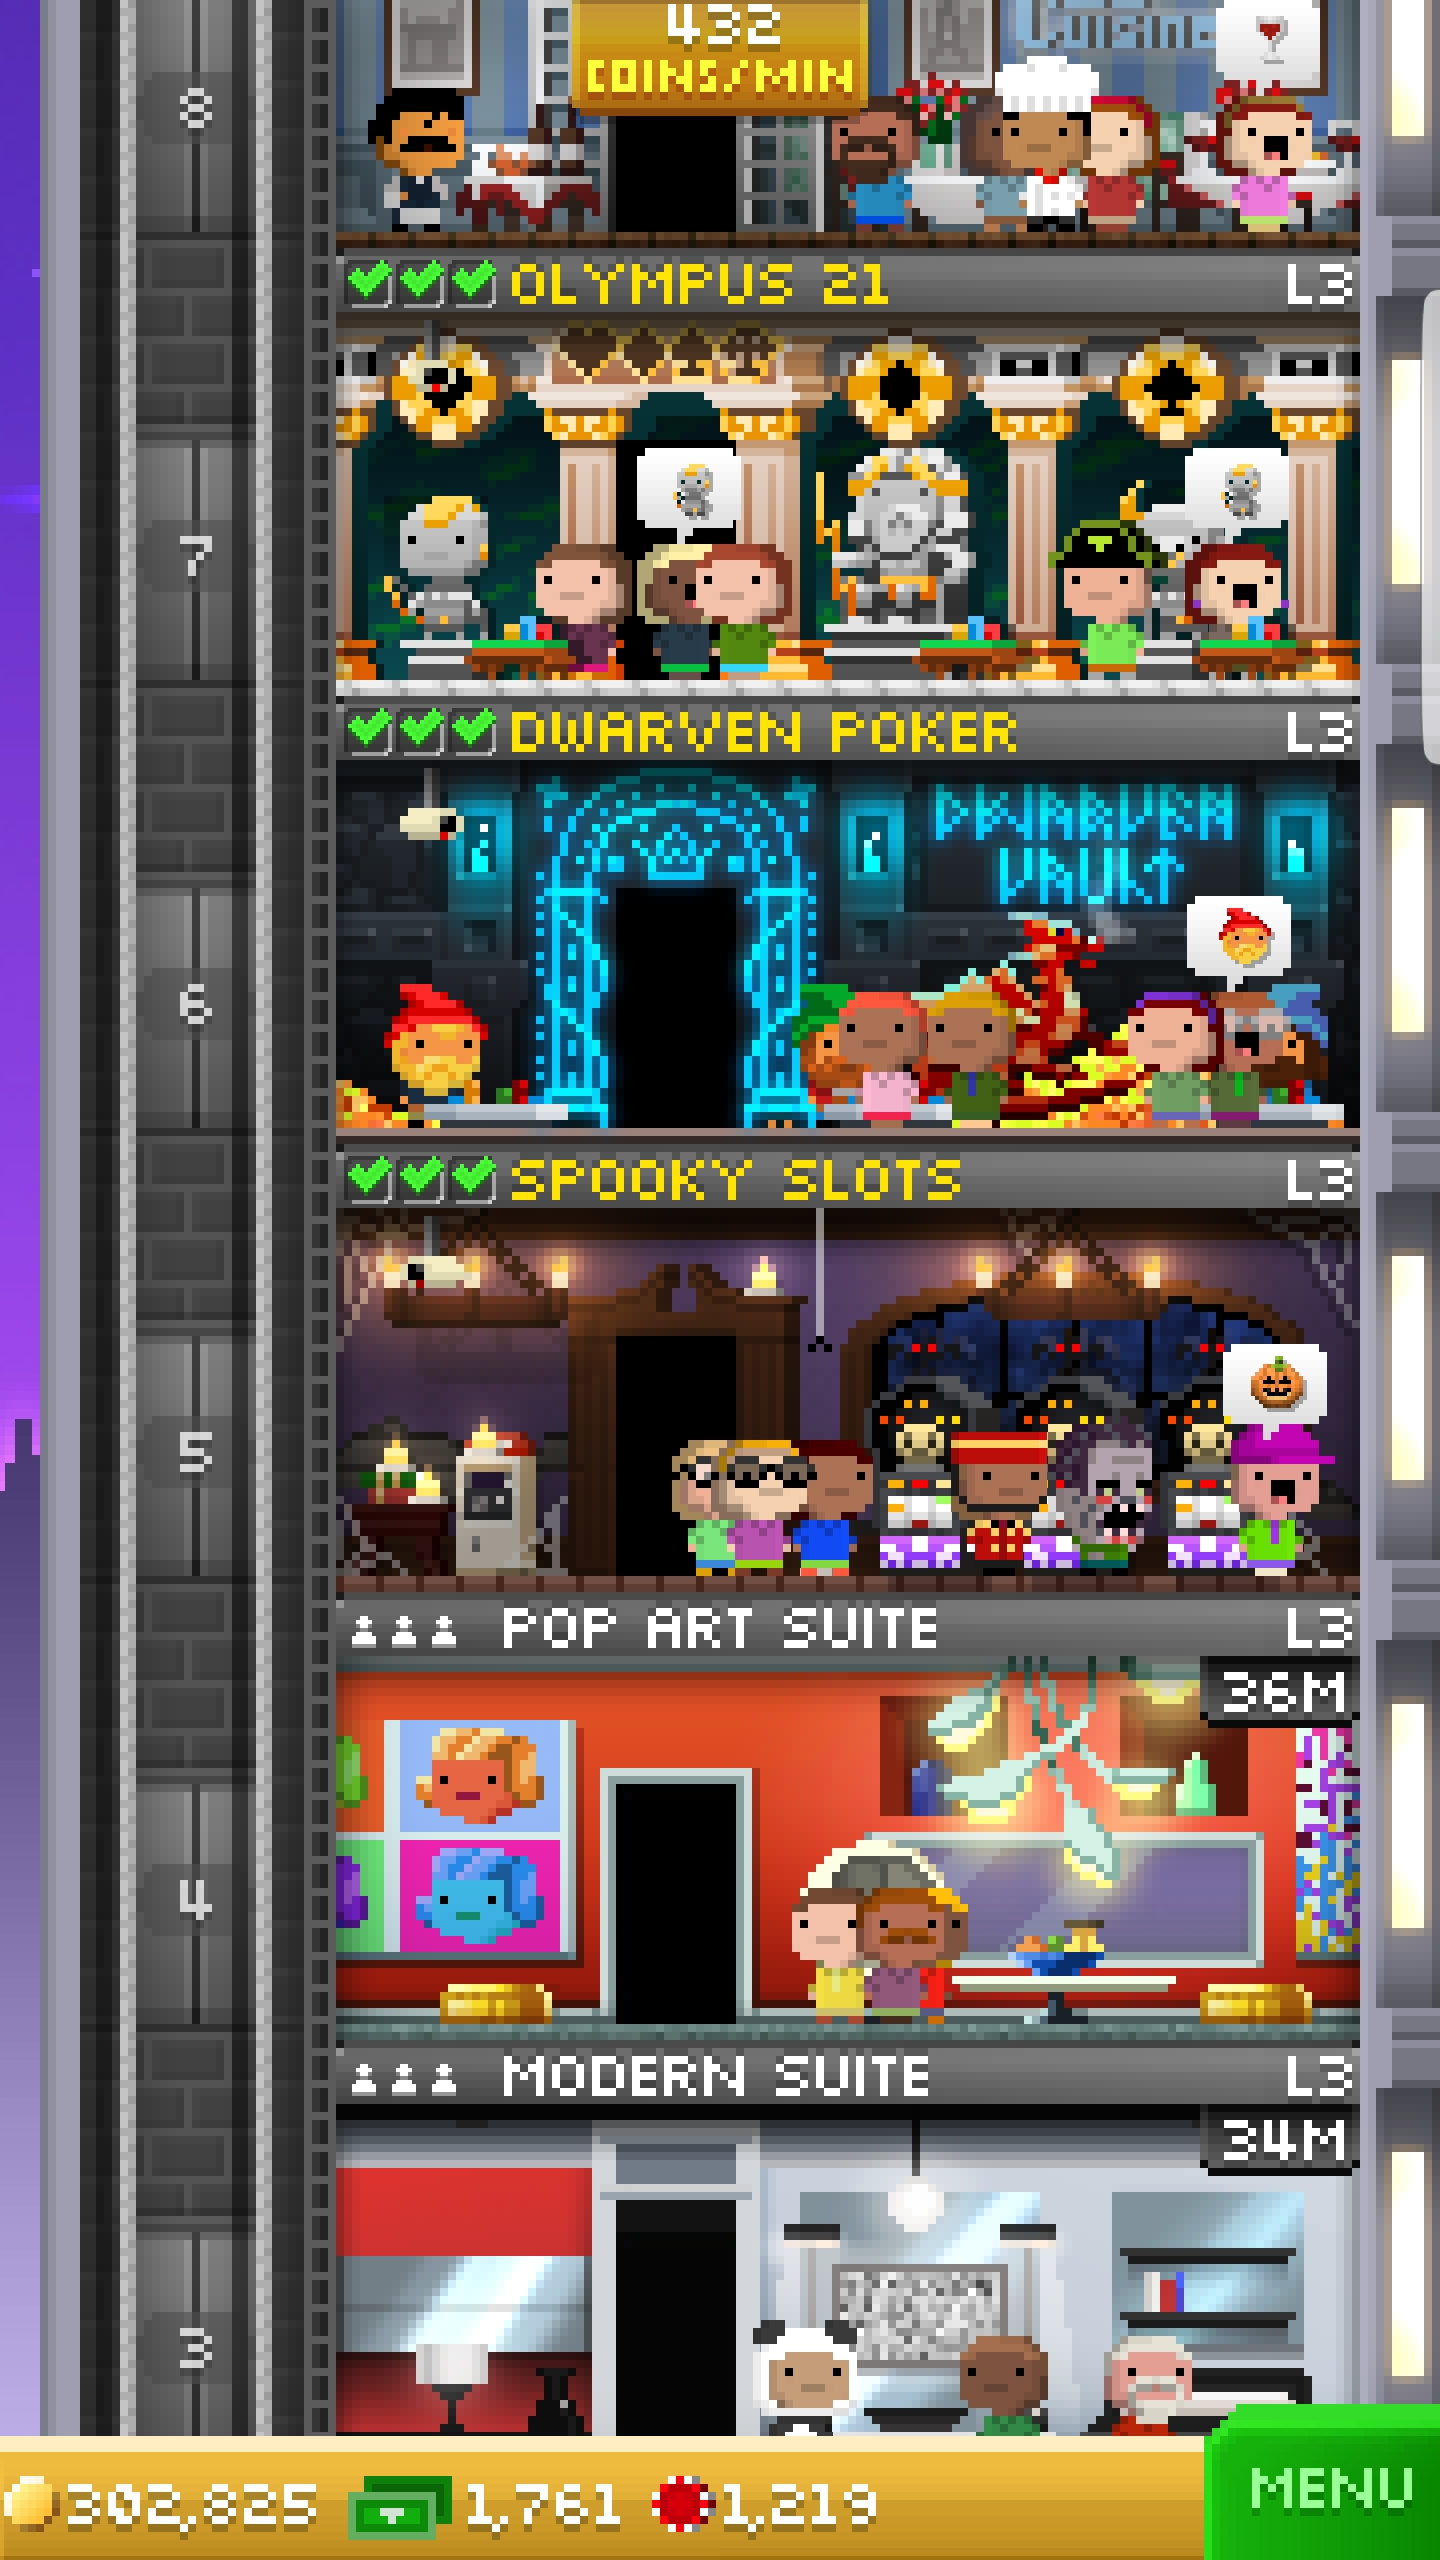 Cuisine
432
COINS/MIN
8
OLYMPUS 21 L3
7
DWARVEN POKER L3
DWARVEN
VAULT
6
SPOOKY SLOTS L3
5
POP ART SUITE L3
36M
4
MODERN SUITE L3
34M
3
302,825 1,761 1,219 MENU